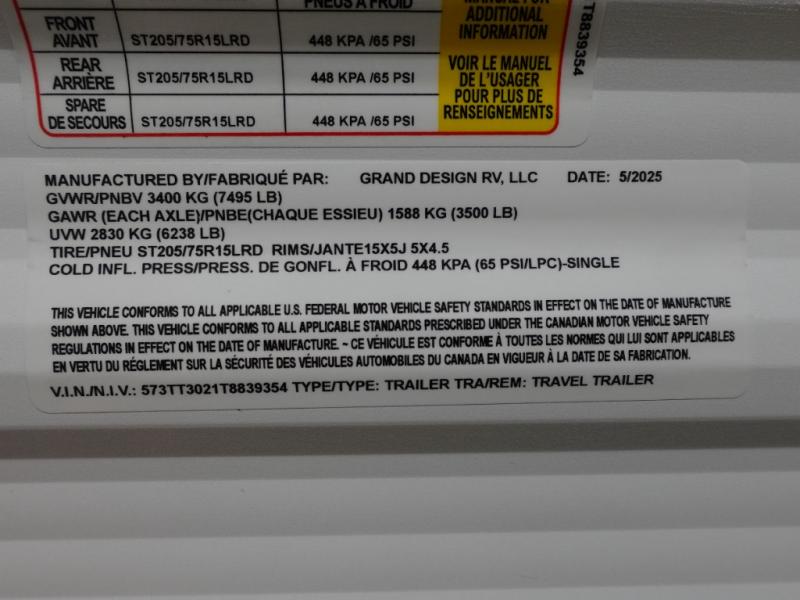 PNEUS À FROID
MANUAL FOR
ADDITIONAL
INFORMATION
FRONT
AVANT
ST205/75R15LRD
448 KPA /65 PSI
REAR
ARRIÈRE
ST205/75R15LRD
448 KPA /65 PSI
VOIR LE MANUEL
DE L'USAGER
POUR PLUS DE
RENSEIGNEMENTS
SPARE
DE SECOURS
ST205/75R15LRD
448 KPA /65 PSI
T8839354
MANUFACTURED BY/FABRIQUÉ PAR: GRAND DESIGN RV, LLC DATE: 5/2025
GVWR/PNBV 3400 KG (7495 LB)
GAWR (EACH AXLE)/PNBE(CHAQUE ESSIEU) 1588 KG (3500 LB)
UVW 2830 KG (6238 LB)
TIRE/PNEU ST205/75R15LRD RIMS/JANTE15X5J 5X4.5
COLD INFL. PRESS/PRESS. DE GONFL. À FROID 448 KPA (65 PSI/LPC)-SINGLE
THIS VEHICLE CONFORMS TO ALL APPLICABLE U.S. FEDERAL MOTOR VEHICLE SAFETY STANDARDS IN EFFECT ON THE DATE OF MANUFACTURE
SHOWN ABOVE. THIS VEHICLE CONFORMS TO ALL APPLICABLE STANDARDS PRESCRIBED UNDER THE CANADIAN MOTOR VEHICLE SAFETY
REGULATIONS IN EFFECT ON THE DATE OF MANUFACTURE. ~ CE VÉHICULE EST CONFORME À TOUTES LES NORMES QUI LUI SONT APPLICABLES
EN VERTU DU RÉGLEMENT SUR LA SÉCURITÉ DES VÉHICULES AUTOMOBILES DU CANADA EN VIGUEUR À LA DATE DE SA FABRICATION.
V.I.N./N.I.V.: 573TT3021T8839354 TYPE/TYPE: TRAILER TRA/REM: TRAVEL TRAILER